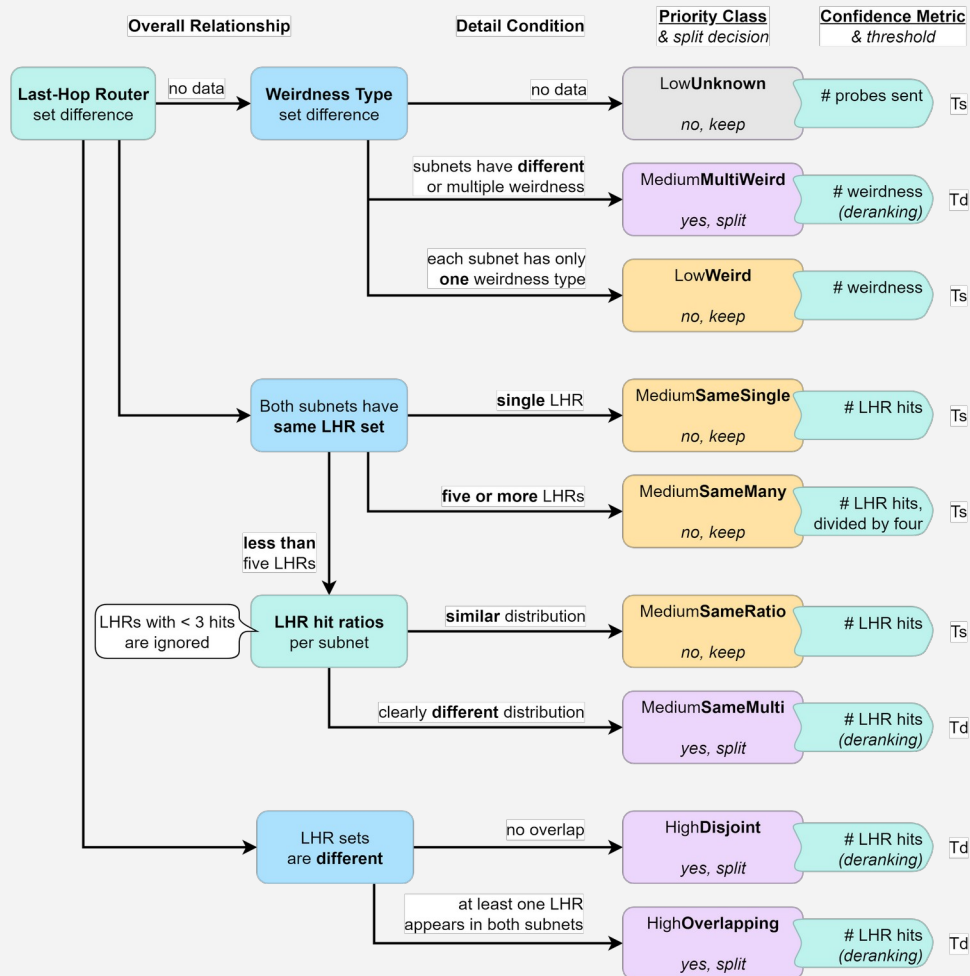 Overall Relationship
Detail Condition
Priority Class
& split decision
Confidence Metric
& threshold
Last-Hop Router
set difference
no data
Weirdness Type
set difference
no data
LowUnknown
no, keep
# probes sent
Ts
subnets have different
or multiple weirdness
MediumMultiWeird
yes, split
# weirdness
(deranking)
Td
each subnet has only
one weirdness type
LowWeird
no, keep
# weirdness
Ts
Both subnets have
same LHR set
single LHR
MediumSameSingle
no, keep
# LHR hits
Ts
five or more LHRs
MediumSameMany
no, keep
# LHR hits,
divided by four
Ts
less than
five LHRs
LHRs with < 3 hits
are ignored
LHR hit ratios
per subnet
similar distribution
MediumSameRatio
no, keep
# LHR hits
Ts
clearly different distribution
MediumSameMulti
yes, split
# LHR hits
(deranking)
Td
LHR sets
are different
no overlap
HighDisjoint
yes, split
# LHR hits
(deranking)
Td
at least one LHR
appears in both subnets
HighOverlapping
yes, split
# LHR hits
(deranking)
Td